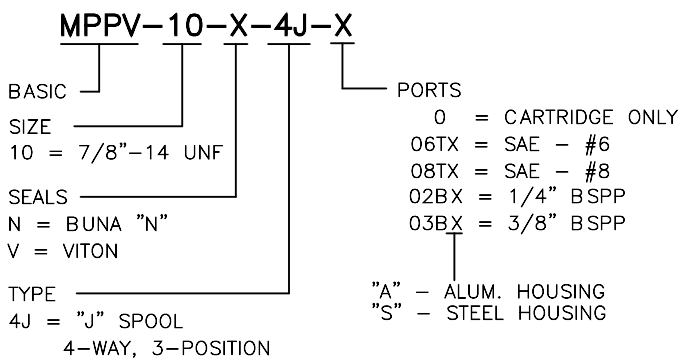 MPPV-10-X-4J-X
BASIC
SIZE
10 = 7/8"-14 UNF
SEALS
N = BUNA "N"
V = VITON
TYPE
4J = "J" SPOOL
4-WAY, 3-POSITION
PORTS
0 = CARTRIDGE ONLY
06TX = SAE - #6
08TX = SAE - #8
02BX = 1/4" BSPP
03BX = 3/8" BSPP
"A" - ALUM. HOUSING
"S" - STEEL HOUSING